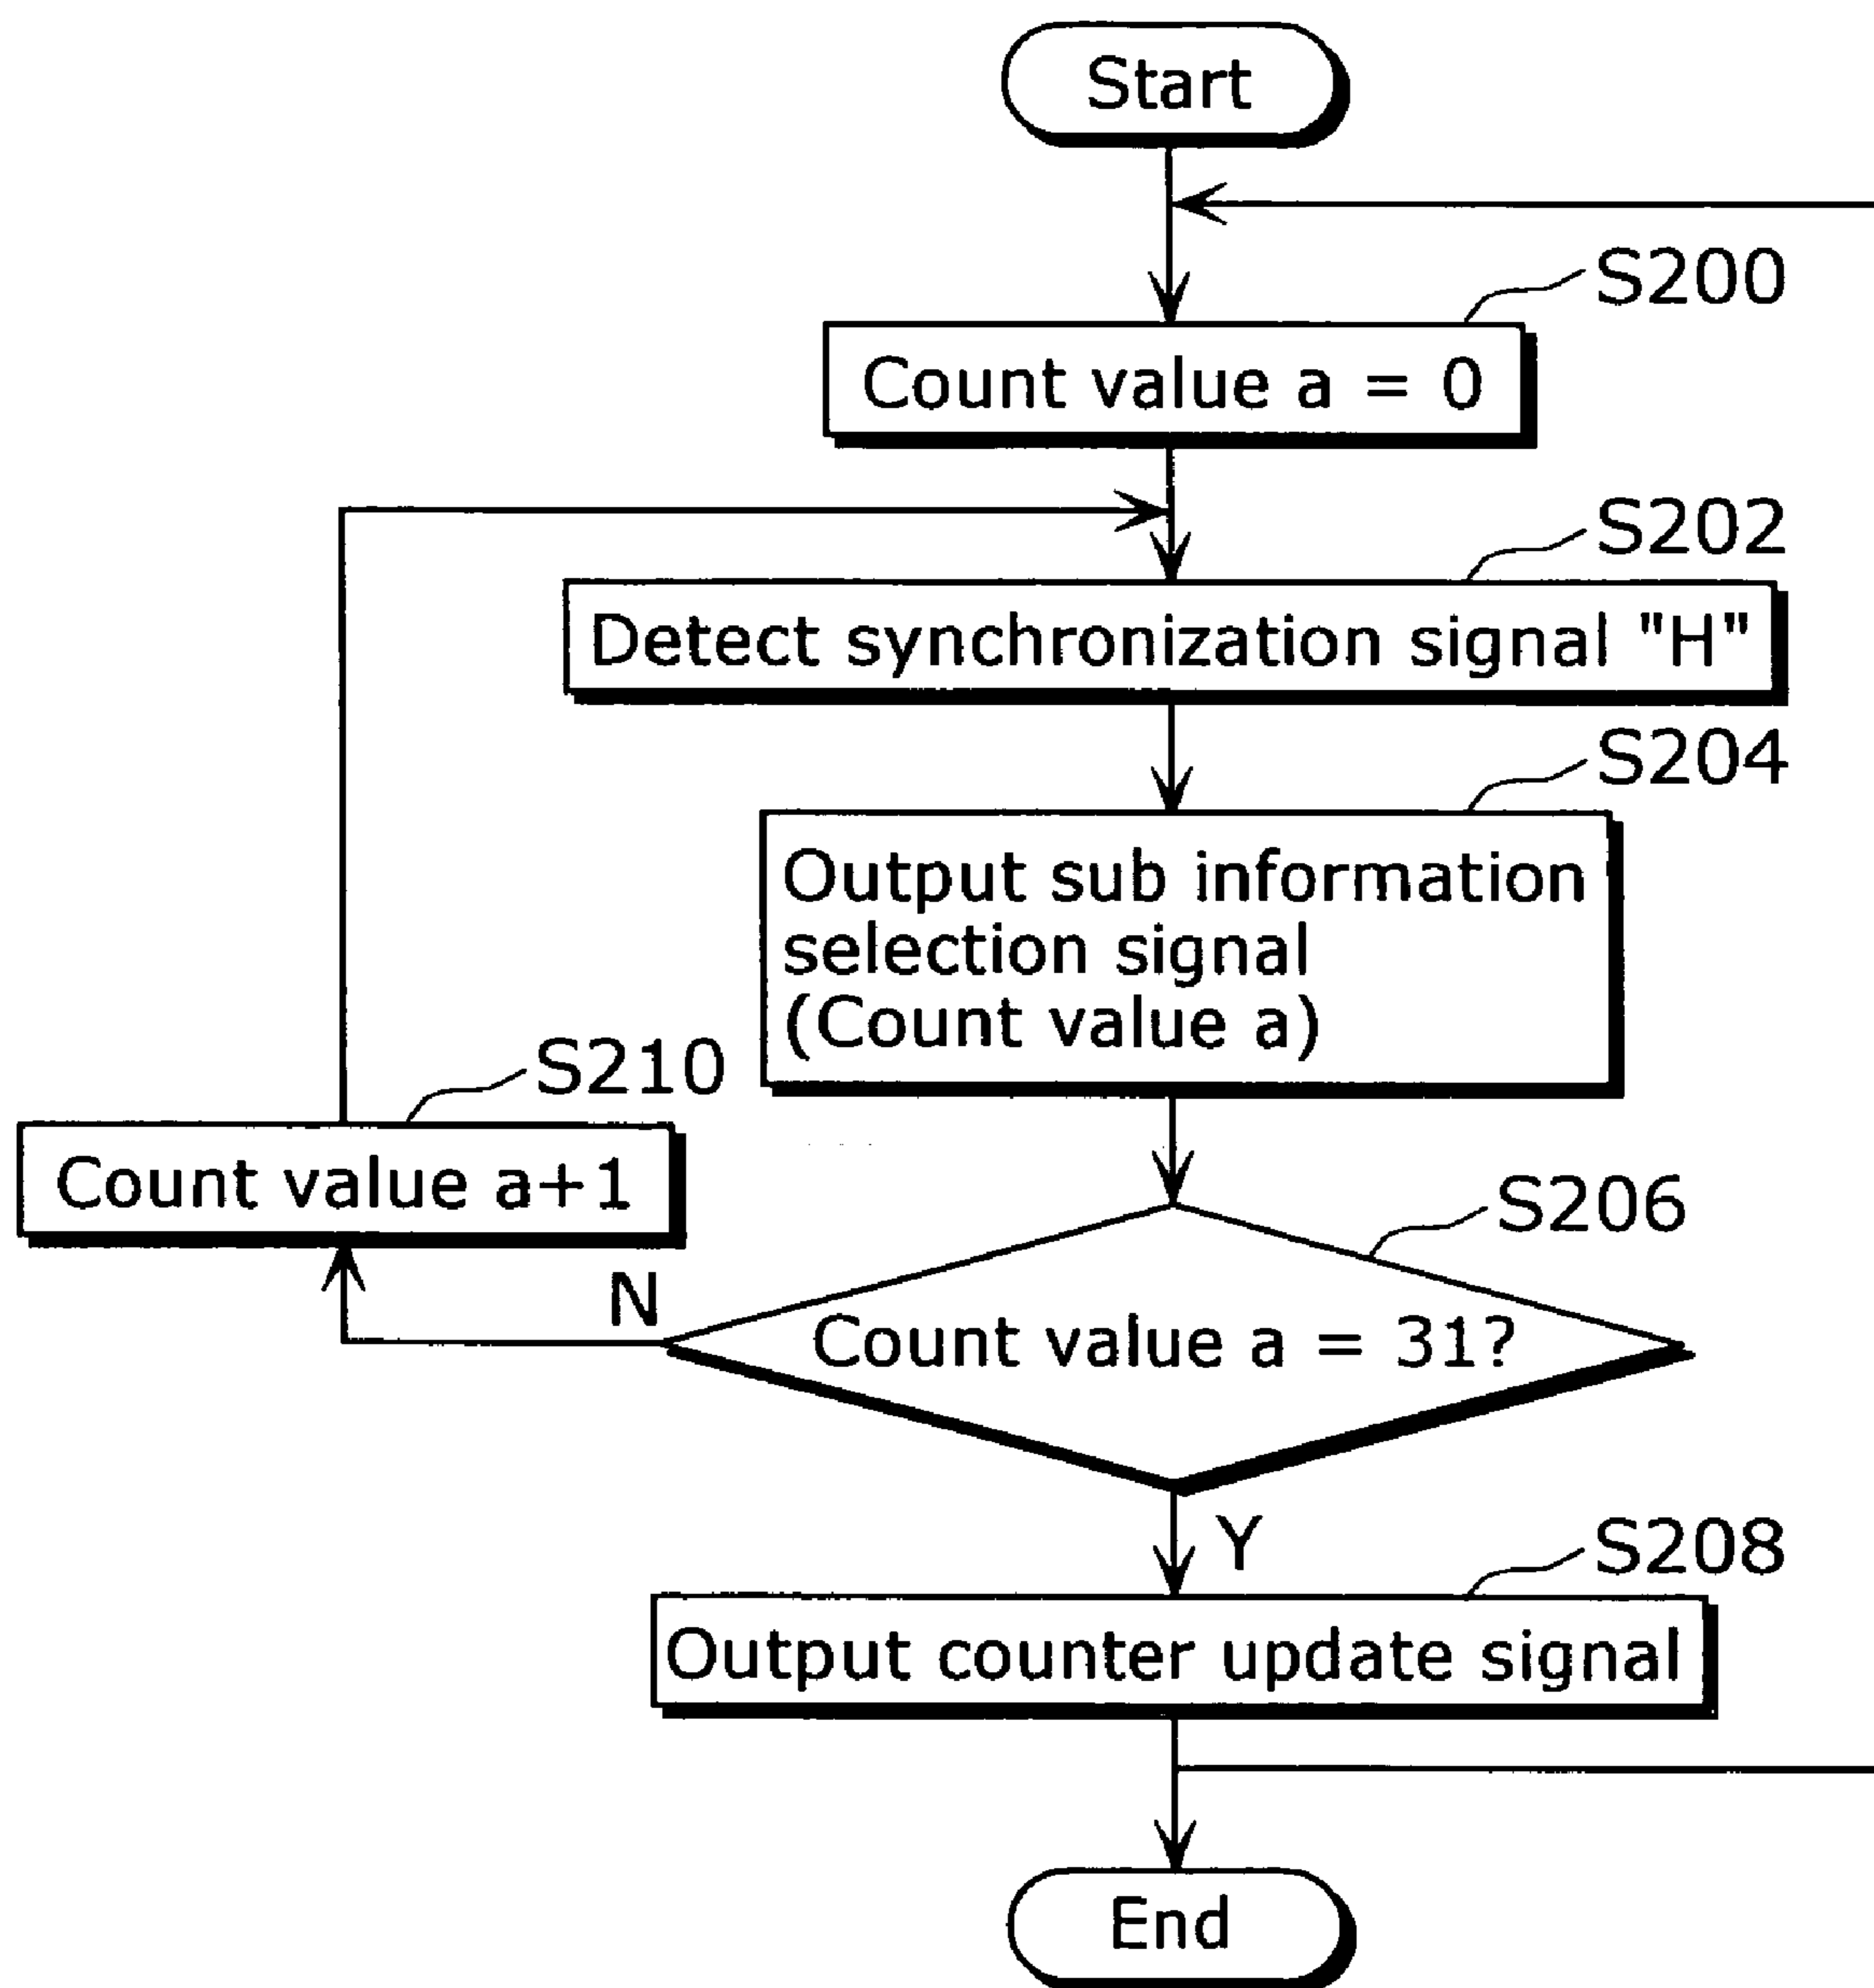 Start
S200
Count value a = 0
S202
Detect synchronization signal "H"
S204
Output sub information
selection signal
(Count value a)
S210
Count value a+1
S206
N
Count value a = 31?
Y
S208
Output counter update signal
End